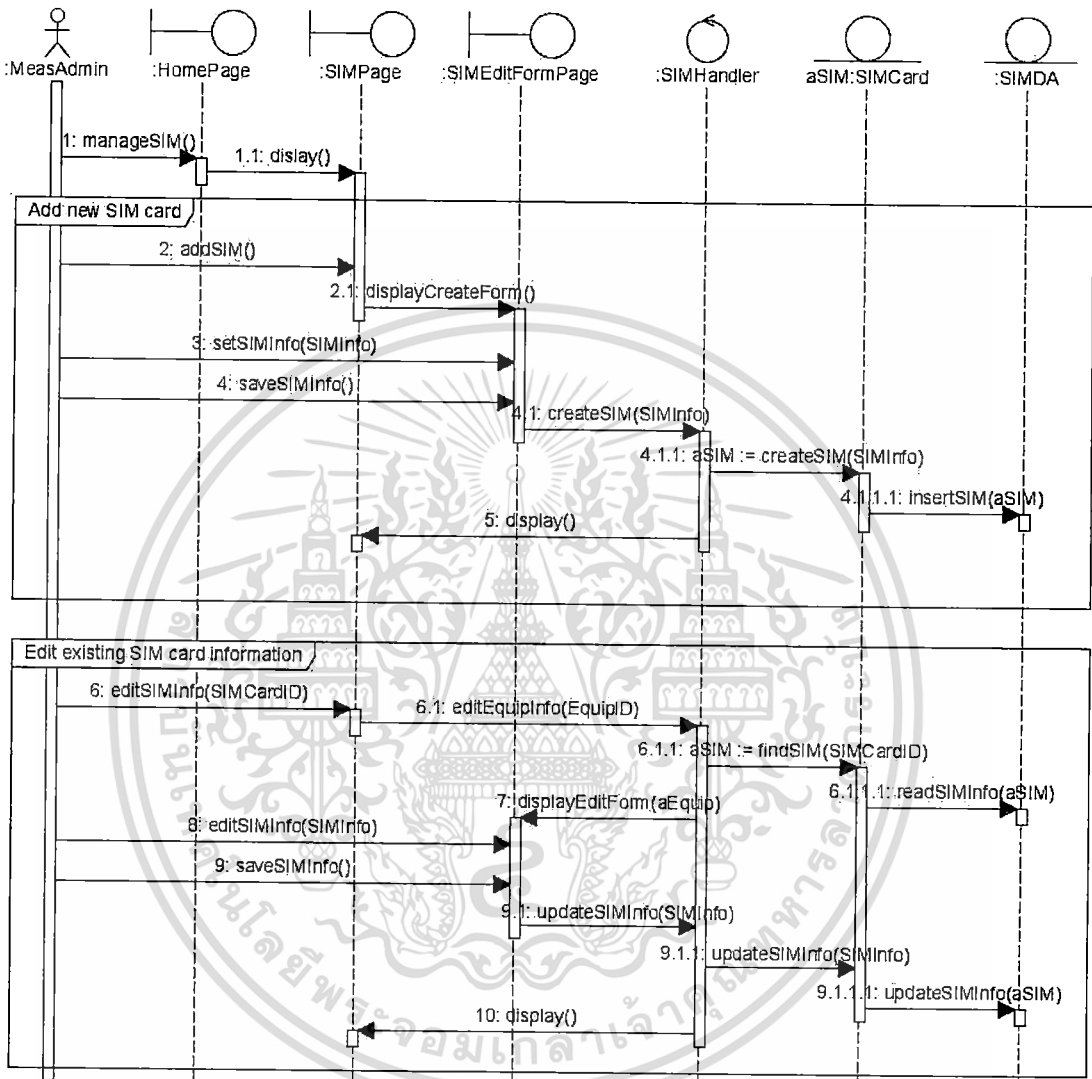 :MeasAdmin :HomePage :SIMPage :SIMEditFormPage :SIMHandler aSIM:SIMCard :SIMDA
1: manageSIM()
1.1: dislay()
Add new SIM card
2: addSIM()
2.1: displayCreateForm()
3: setSIMInfo(SIMInfo)
4: saveSIMInfo()
4.1: createSIM(SIMInfo)
4.1.1: aSIM := createSIM(SIMInfo)
4.1.1.1: insertSIM(aSIM)
5: display()
Edit existing SIM card information
6: editSIMInfo(SIMCardID)
6.1: editEquipInfo(EquipID)
6.1.1: aSIM := findSIM(SIMCardID)
6.1.1.1: readSIMInfo(aSIM)
7: displayEditForm(aEquip)
8: editSIMInfo(SIMInfo)
9: saveSIMInfo()
9.1: updateSIMInfo(SIMInfo)
9.1.1: updateSIMInfo(SIMInfo)
9.1.1.1: updateSIMInfo(aSIM)
10: display()